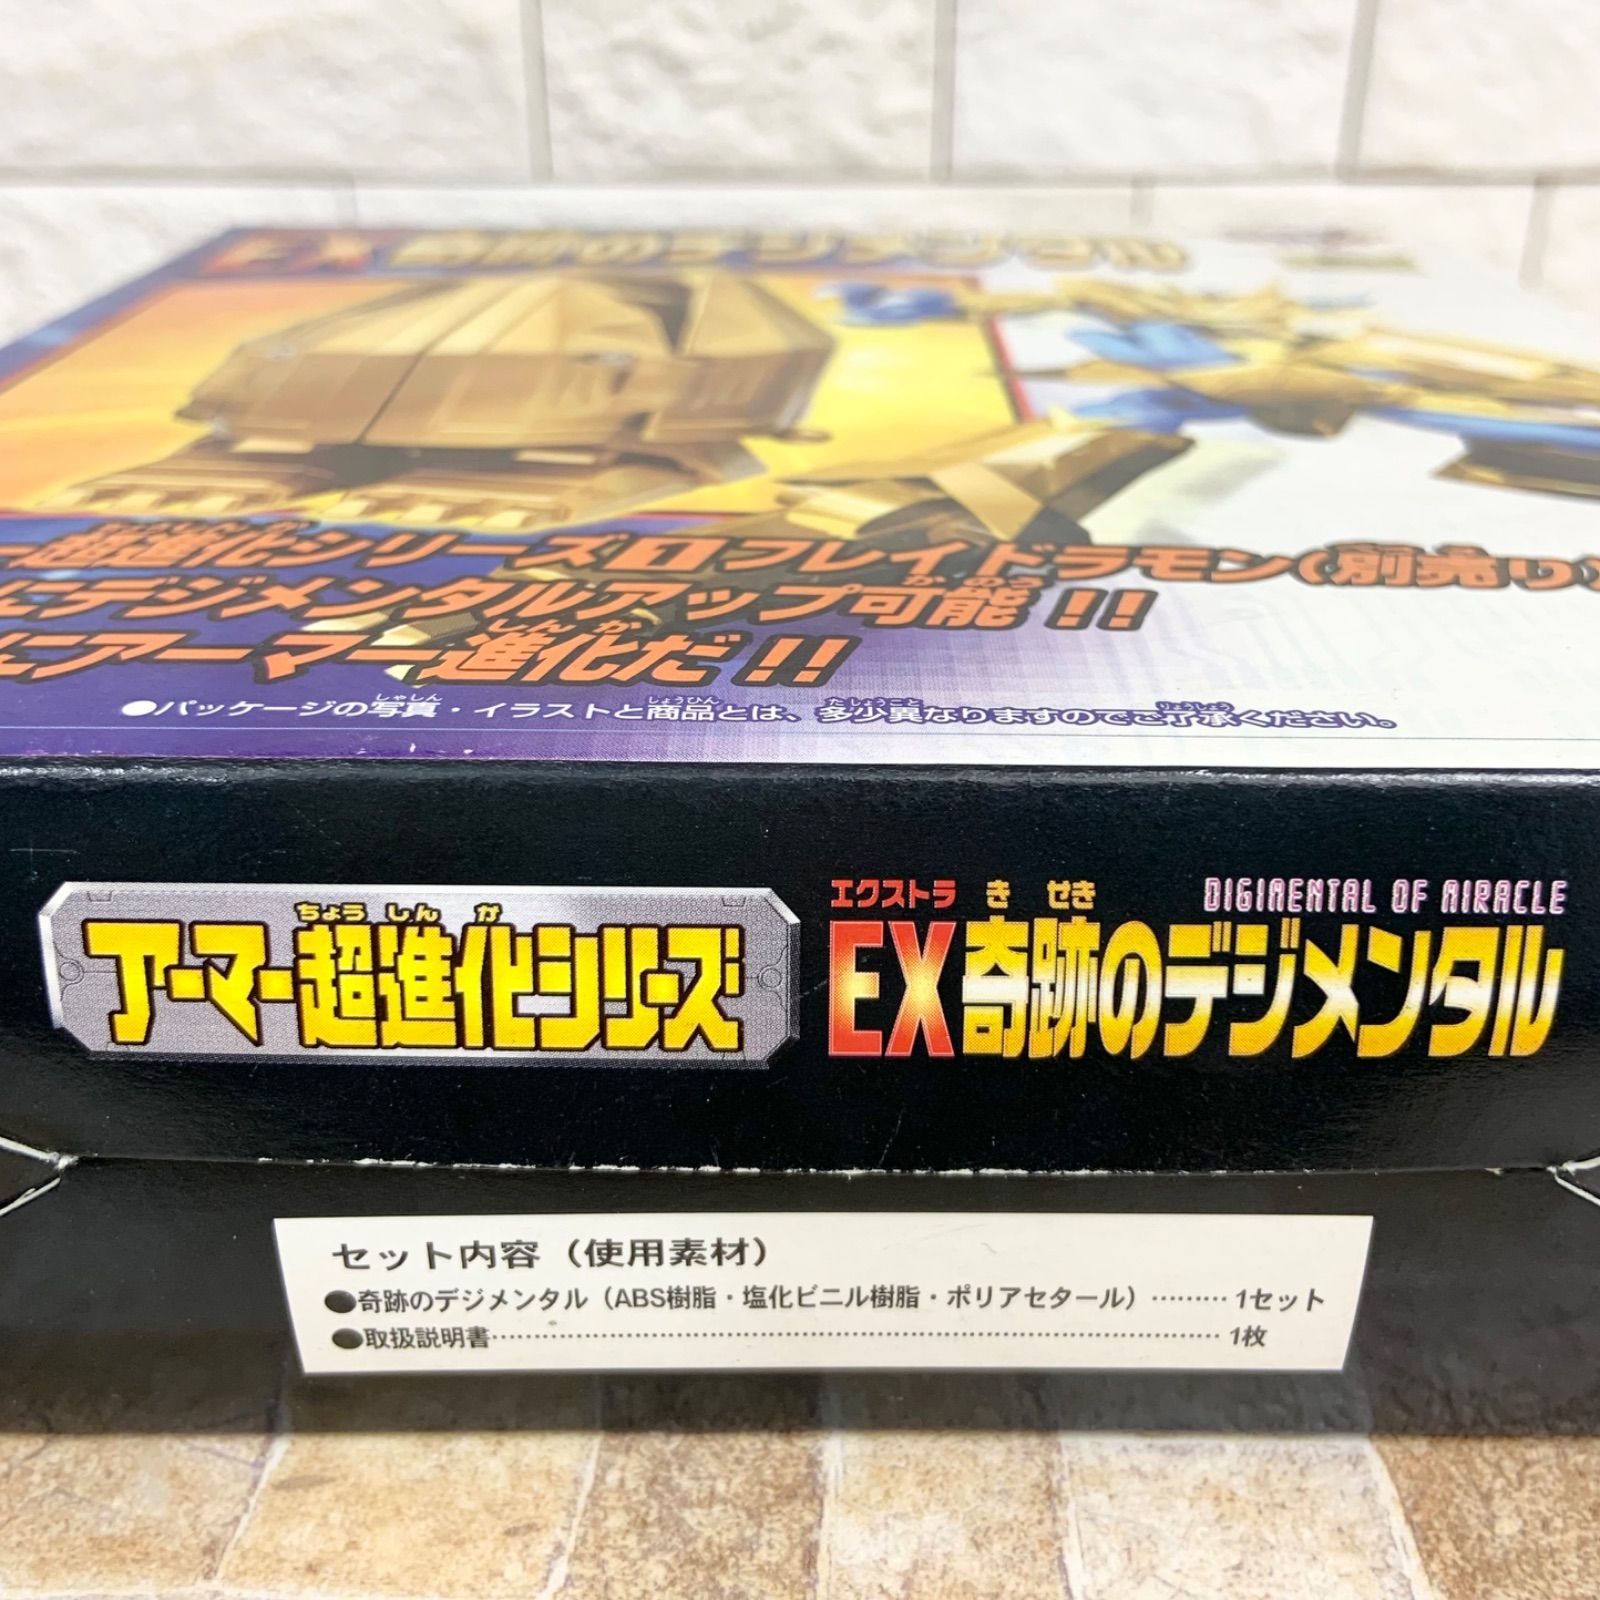 EX 奇跡のデジメンタル
ー超進化シリーズ1フレイドラモン(別売り)
にデジメンタルアップ可能!!
にアーマー進化だ!!
●パッケージの写真・イラストと商品とは、多少異なりますのでご了承ください。
ちょうしんか
アーマー超進化シリーズ
エクストラ きせき DIGIMENTAL OF MIRACLE
EX奇跡のデジメンタル
セット内容(使用素材)
●奇跡のデジメンタル(ABS樹脂・塩化ビニル樹脂・ポリアセタール)………1セット
●取扱説明書……………………………………………………1枚